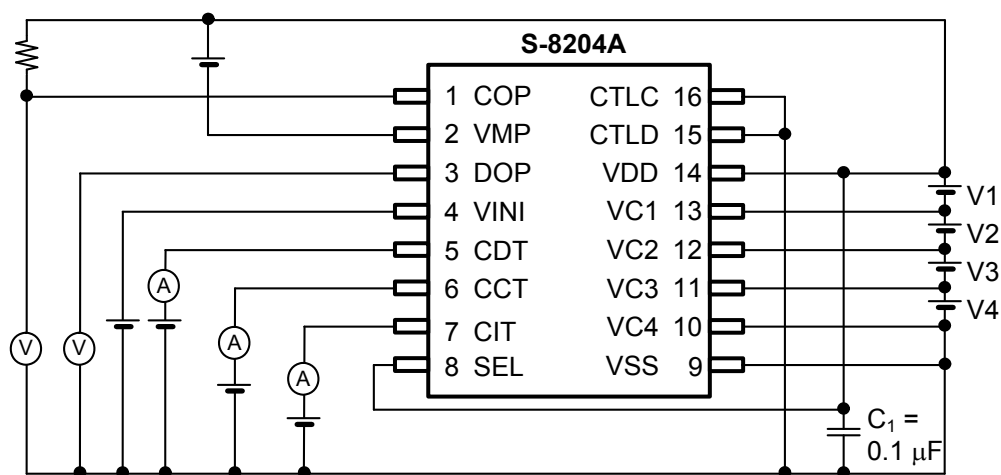 S-8204A
1 COP
CTLC 16
2 VMP
CTLD 15
3 DOP
VDD 14
V1
4 VINI
VC1 13
V2
5 CDT
VC2 12
A
V3
6 CCT
VC3 11
V4
7 CIT
VC4 10
V
V
A
8 SEL
VSS 9
A
C₁ =
0.1 μF